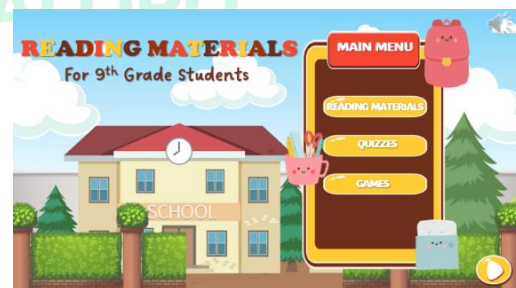 READING MATERIALS
For 9th Grade Students
MAIN MENU
READING MATERIALS
QUIZZES
GAMES
SCHOOL